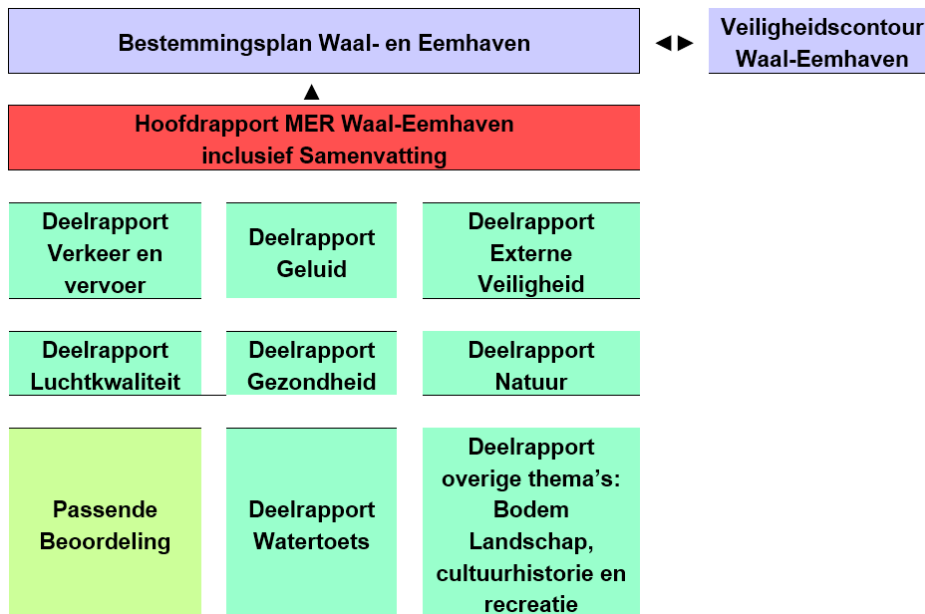 Bestemmingsplan Waal- en Eemhaven
Veiligheidscontour
Waal-Eemhaven
Hoofdrapport MER Waal-Eemhaven
inclusief Samenvatting
Deelrapport
Verkeer en
vervoer
Deelrapport
Geluid
Deelrapport
Externe
Veiligheid
Deelrapport
Luchtkwaliteit
Deelrapport
Gezondheid
Deelrapport
Natuur
Passende
Beoordeling
Deelrapport
Watertoets
Deelrapport
overige thema's:
Bodem
Landschap,
cultuurhistorie en
recreatie